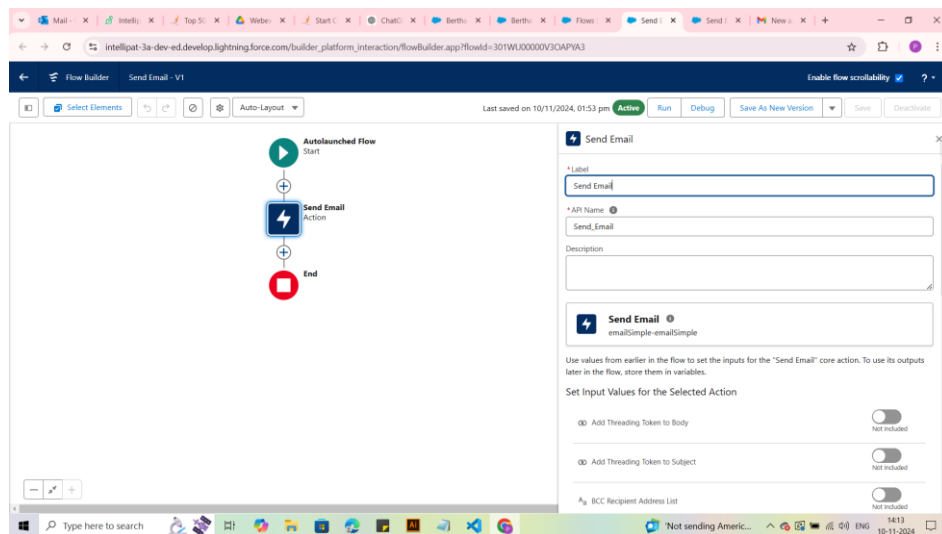 Mail -
Intellip
Top 50
Webex
Start C
ChatG
Bertha
Bertha
Flows
Send E
Send E
New a
intellipat-3a-dev-ed.develop.lightning.force.com/builder_platform_interaction/flowBuilder.app?flowId=301WU00000V3OAPYA3
Flow Builder Send Email - V1 Enable flow scrollability ?
Select Elements Auto-Layout Last saved on 10/11/2024, 01:53 pm Active Run Debug Save As New Version Save Deactivate
Autolaunched Flow
Start
Send Email
Action
End
Send Email
*Label
Send Email
*API Name
Send_Email
Description
Send Email
emailSimple-emailSimple
Use values from earlier in the flow to set the inputs for the "Send Email" core action. To use its outputs
later in the flow, store them in variables.
Set Input Values for the Selected Action
Add Threading Token to Body
Not Included
Add Threading Token to Subject
Not Included
Aa BCC Recipient Address List
Not Included
Type here to search
Ai
'Not sending Americ...
ENG
14:13
10-11-2024